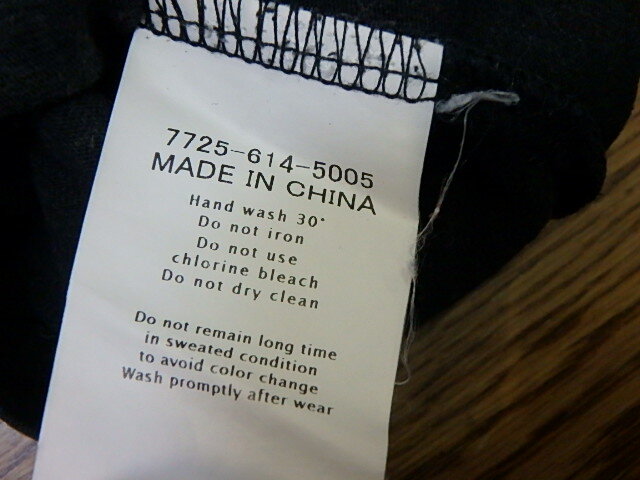 7725-614-5005
MADE IN CHINA
Hand wash 30°
Do not iron
Do not use
chlorine bleach
Do not dry clean
Do not remain long time
in sweated condition
to avoid color change
Wash promptly after wear